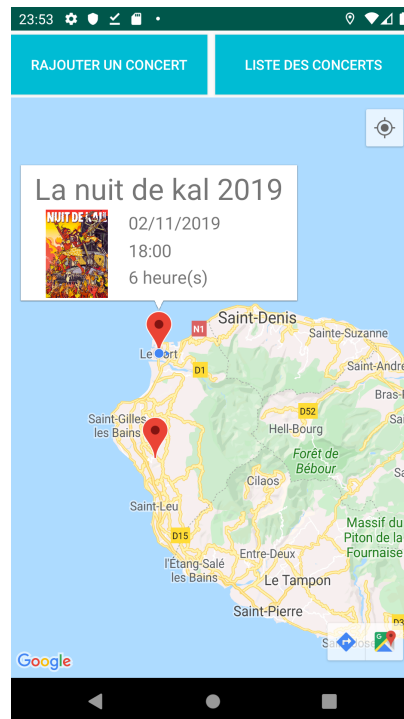 23:53
RAJOUTER UN CONCERT
LISTE DES CONCERTS
La nuit de kal 2019
NUIT DE KAL
02/11/2019
18:00
6 heure(s)
N1
Saint-Denis
Sainte-Suzanne
Le Port
D1
Saint-André
Bras-
D52
Saint-Gilles
les Bains
Hell-Bourg
Sa
Forêt de
Bébour
Cilaos
Saint-Leu
Massif du
Piton de la
Fournaise
D15
Entre-Deux
l'Étang-Salé
les Bains
Le Tampon
Saint-Pierre
D3
Google